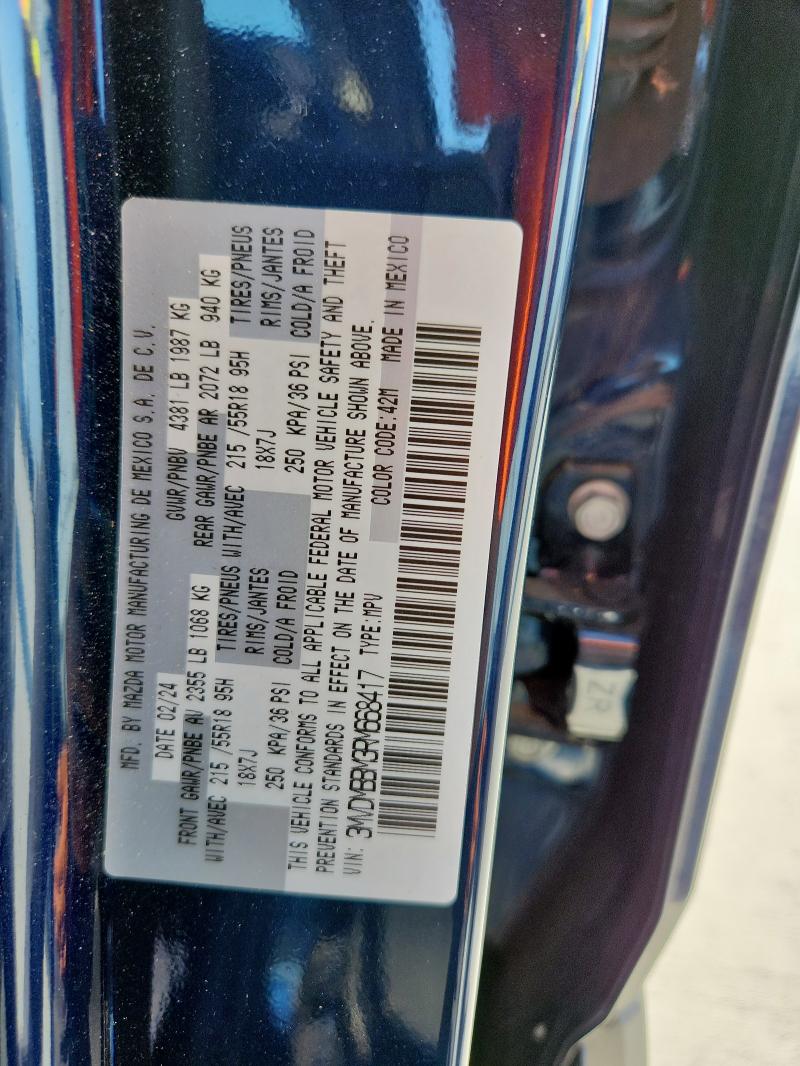 MFD. BY MAZDA MOTOR MANUFACTURING DE MEXICO S.A. DE C.V.
DATE 02/24 GVWR/PNBV 4381 LB 1987 KG
FRONT GAWR/PNBE AV 2355 LB 1068 KG REAR GAWR/PNBE AR 2072 LB 940 KG
WITH/AVEC 215 /55R18 95H TIRES/PNEUS WITH/AVEC 215 /55R18 95H TIRES/PNEUS
18X7J RIMS/JANTES 18X7J RIMS/JANTES
250 KPA/36 PSI COLD/A FROID 250 KPA/36 PSI COLD/A FROID
THIS VEHICLE CONFORMS TO ALL APPLICABLE FEDERAL MOTOR VEHICLE SAFETY AND THEFT
PREVENTION STANDARDS IN EFFECT ON THE DATE OF MANUFACTURE SHOWN ABOVE.
VIN: 3MVDMBBM3RM668417 TYPE:MPV COLOR CODE:42M MADE IN MEXICO
ZR